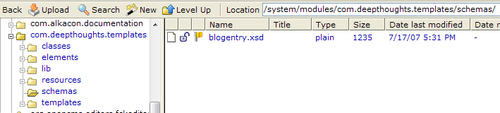 Back Upload Search New Level Up Location /system/modules/com.deepthoughts.templates/schemas/
com.alkacon.documentation
com.deepthoughts.templates
classes
elements
lib
resources
schemas
templates
Name Title Type Size Date last modified Date
blogentry.xsd plain 1235 7/17/07 5:31 PM -